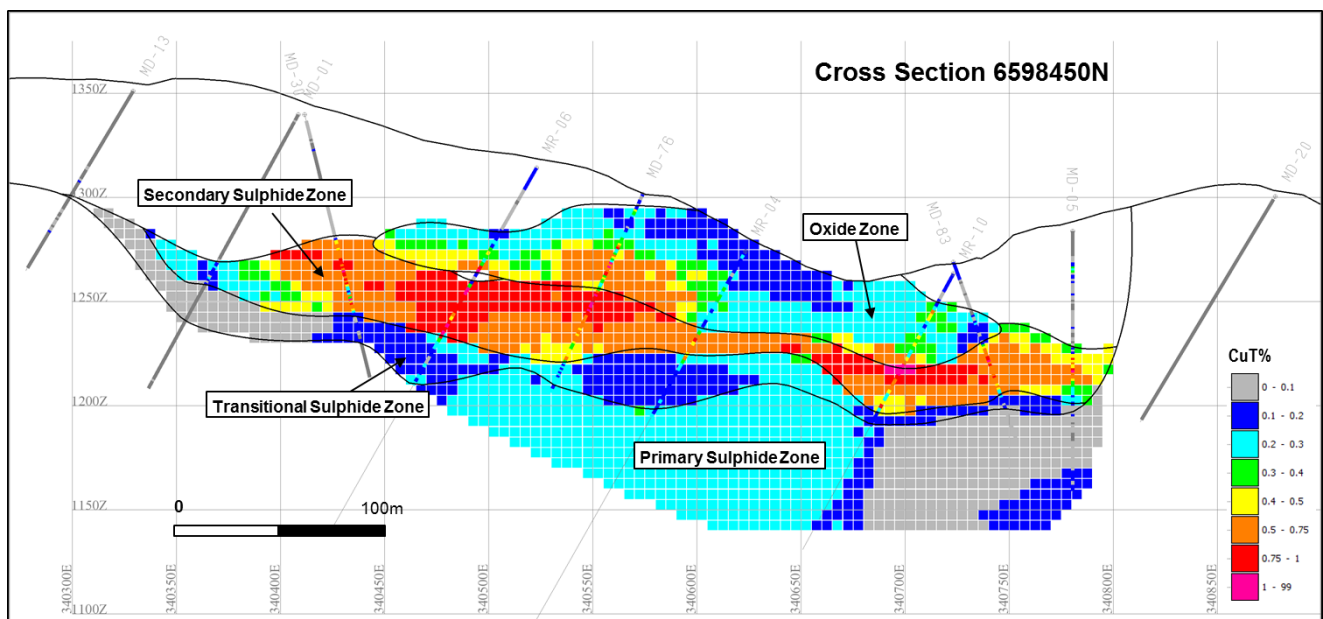 Cross Section 6598450N
MD-13
MD-30
MD-01
MR-06
MD-76
MR-04
MD-83
MR-10
MD-05
MD-20
1350Z
1300Z
1250Z
1200Z
1150Z
1100Z
Secondary Sulphide Zone
Oxide Zone
Transitional Sulphide Zone
Primary Sulphide Zone
0 100m
340300E
340350E
340400E
340450E
340500E
340550E
340600E
340650E
340700E
340750E
340800E
340850E
CuT%
0 - 0.1
0.1 - 0.2
0.2 - 0.3
0.3 - 0.4
0.4 - 0.5
0.5 - 0.75
0.75 - 1
1 - 99